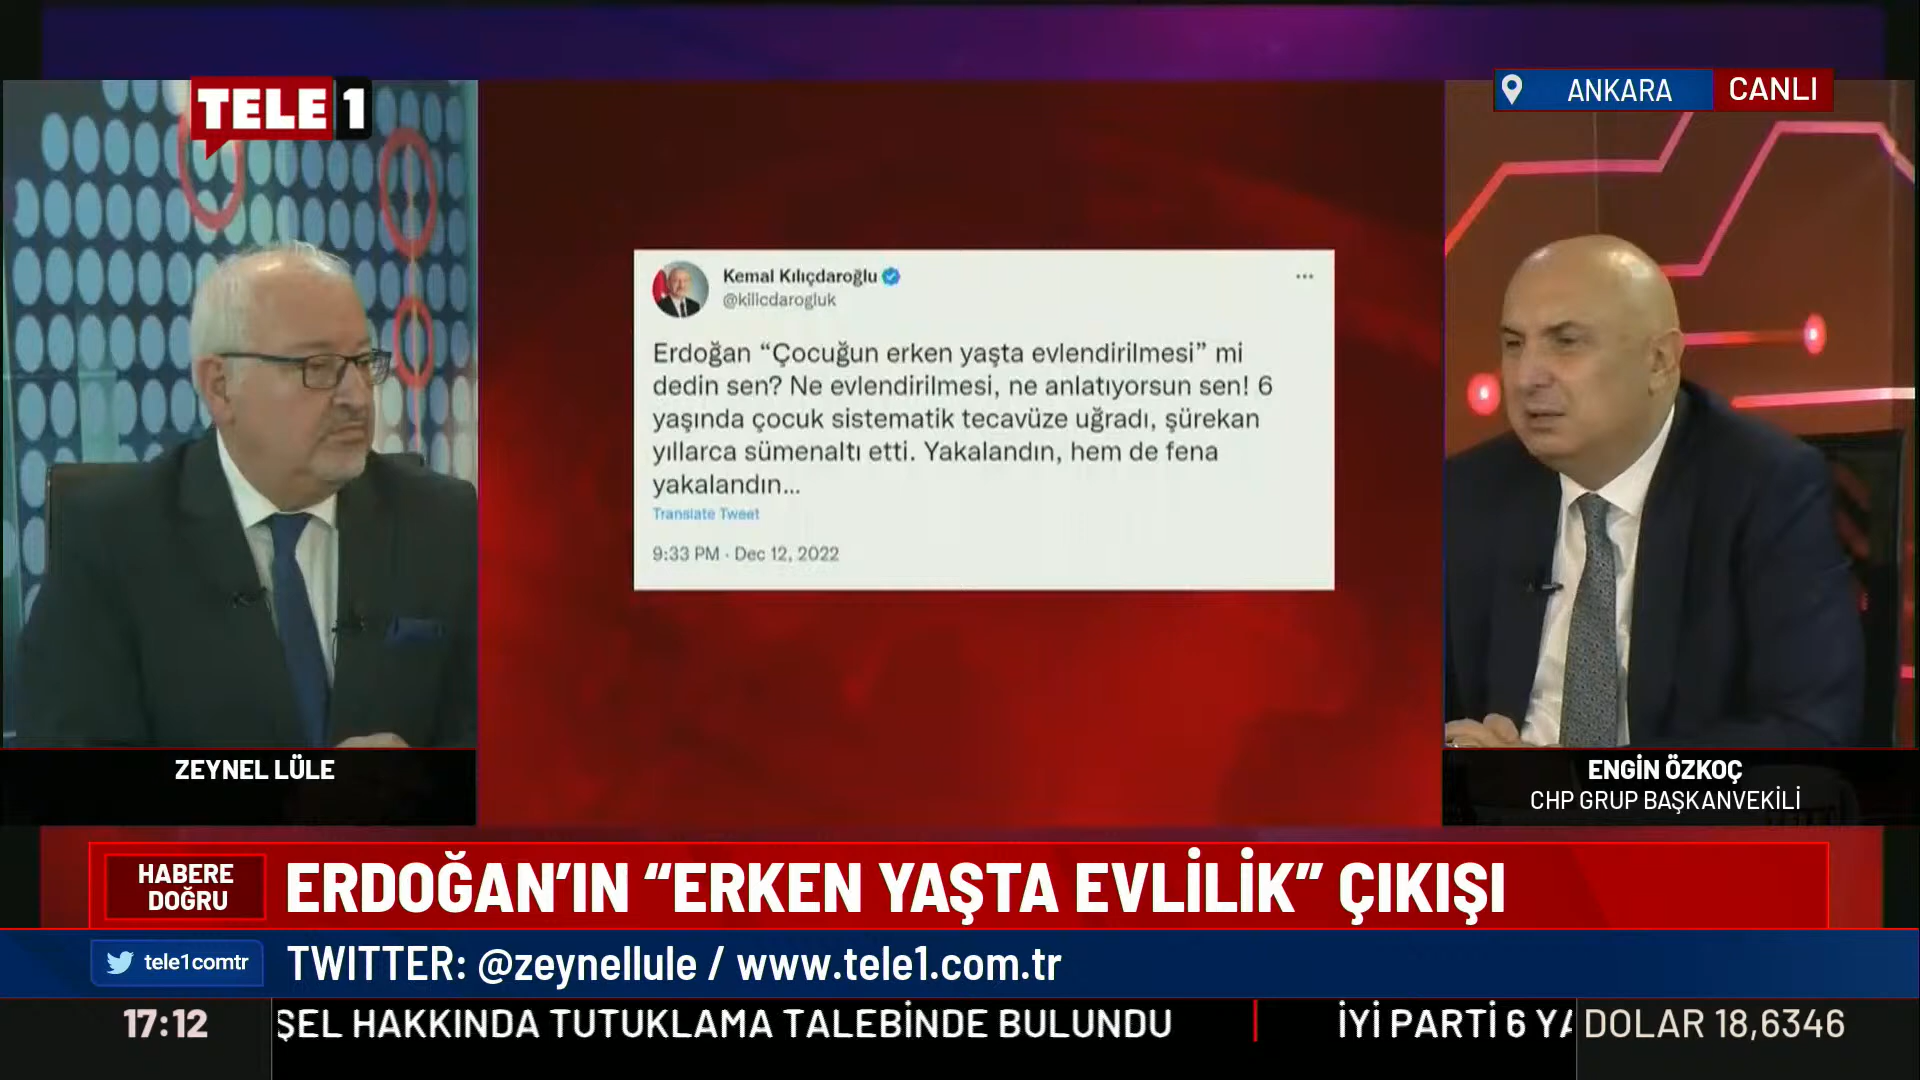 TELE1
ANKARA CANLI
Kemal Kılıçdaroğlu
@kilicdarogluk
Erdoğan “Çocuğun erken yaşta evlendirilmesi” mi
dedin sen? Ne evlendirilmesi, ne anlatıyorsun sen! 6
yaşında çocuk sistematik tecavüze uğradı, şürekan
yıllarca sümenaltı etti. Yakalandın, hem de fena
yakalandın...
Translate Tweet
9:33 PM · Dec 12, 2022
ZEYNEL LÜLE
ENGİN ÖZKOÇ
CHP GRUP BAŞKANVEKİLİ
HABERE
DOĞRU
ERDOĞAN’IN “ERKEN YAŞTA EVLİLİK” ÇIKIŞI
tele1comtr
TWITTER: @zeynellule / www.tele1.com.tr
17:12
ŞEL HAKKINDA TUTUKLAMA TALEBİNDE BULUNDU | İYİ PARTİ 6
DOLAR 18,6346